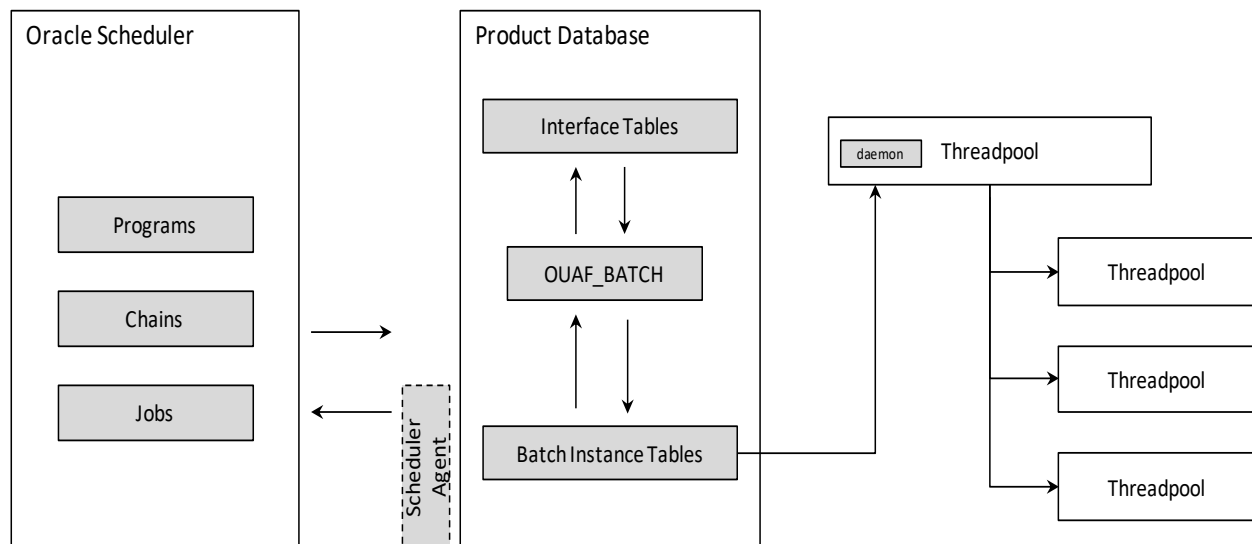 Oracle Scheduler
Programs
Chains
Jobs
Scheduler
Agent
Product Database
Interface Tables
OUAF_BATCH
Batch Instance Tables
daemon
Threadpool
Threadpool
Threadpool
Threadpool